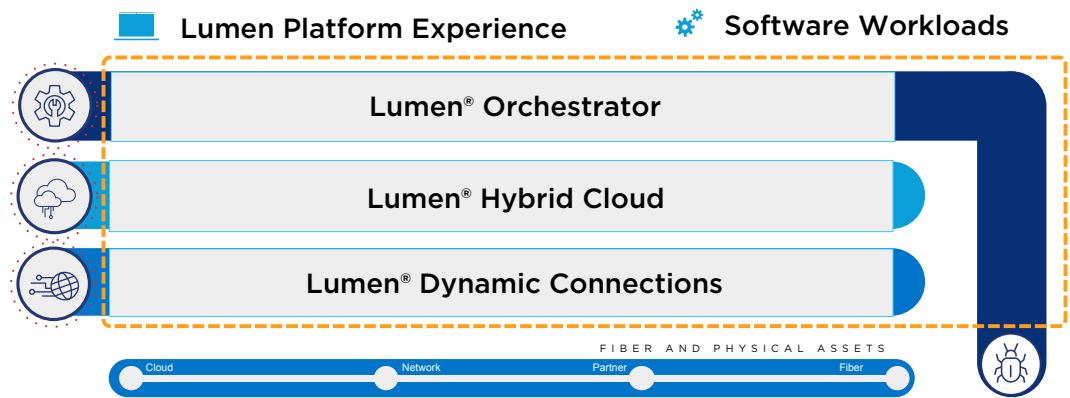 Lumen Platform Experience
Software Workloads
Lumen® Orchestrator
Lumen® Hybrid Cloud
Lumen® Dynamic Connections
FIBER AND PHYSICAL ASSETS
Cloud
Network
Partner
Fiber